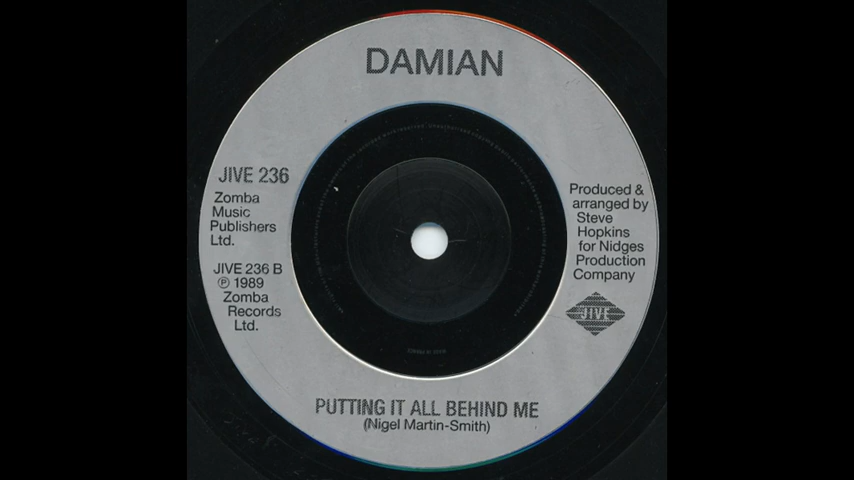 DAMIAN
JIVE 236
Zomba
Music
Publishers
Ltd.
JIVE 236 B
℗ 1989
Zomba
Records
Ltd.
Produced &
arranged by
Steve
Hopkins
for Nidges
Production
Company
JIVE
PUTTING IT ALL BEHIND ME
(Nigel Martin-Smith)